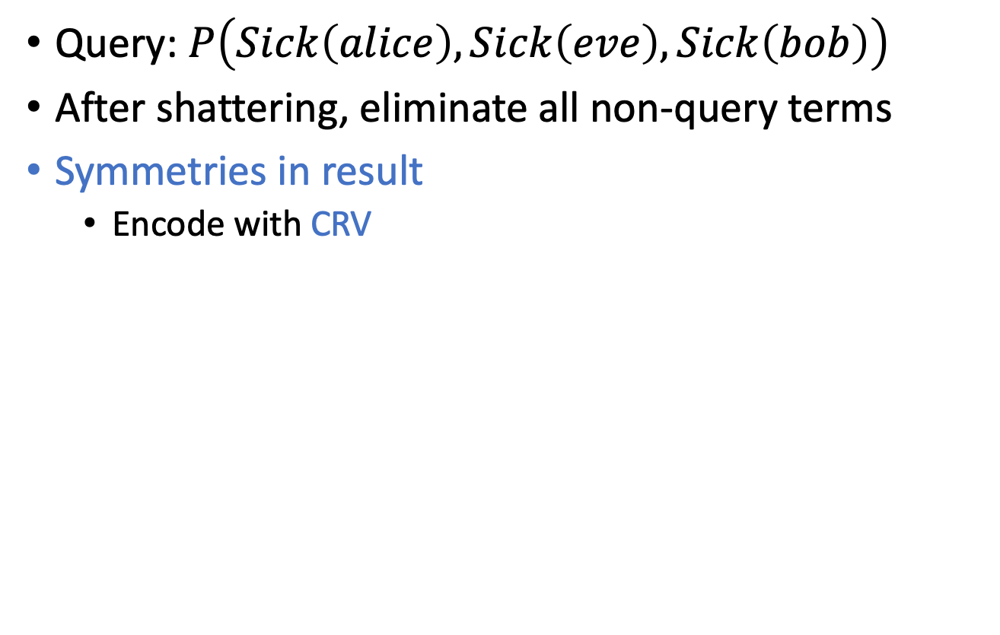 • Query: P(Sick(alice), Sick(eve), Sick(bob))
• After shattering, eliminate all non-query terms
• Symmetries in result
• Encode with CRV